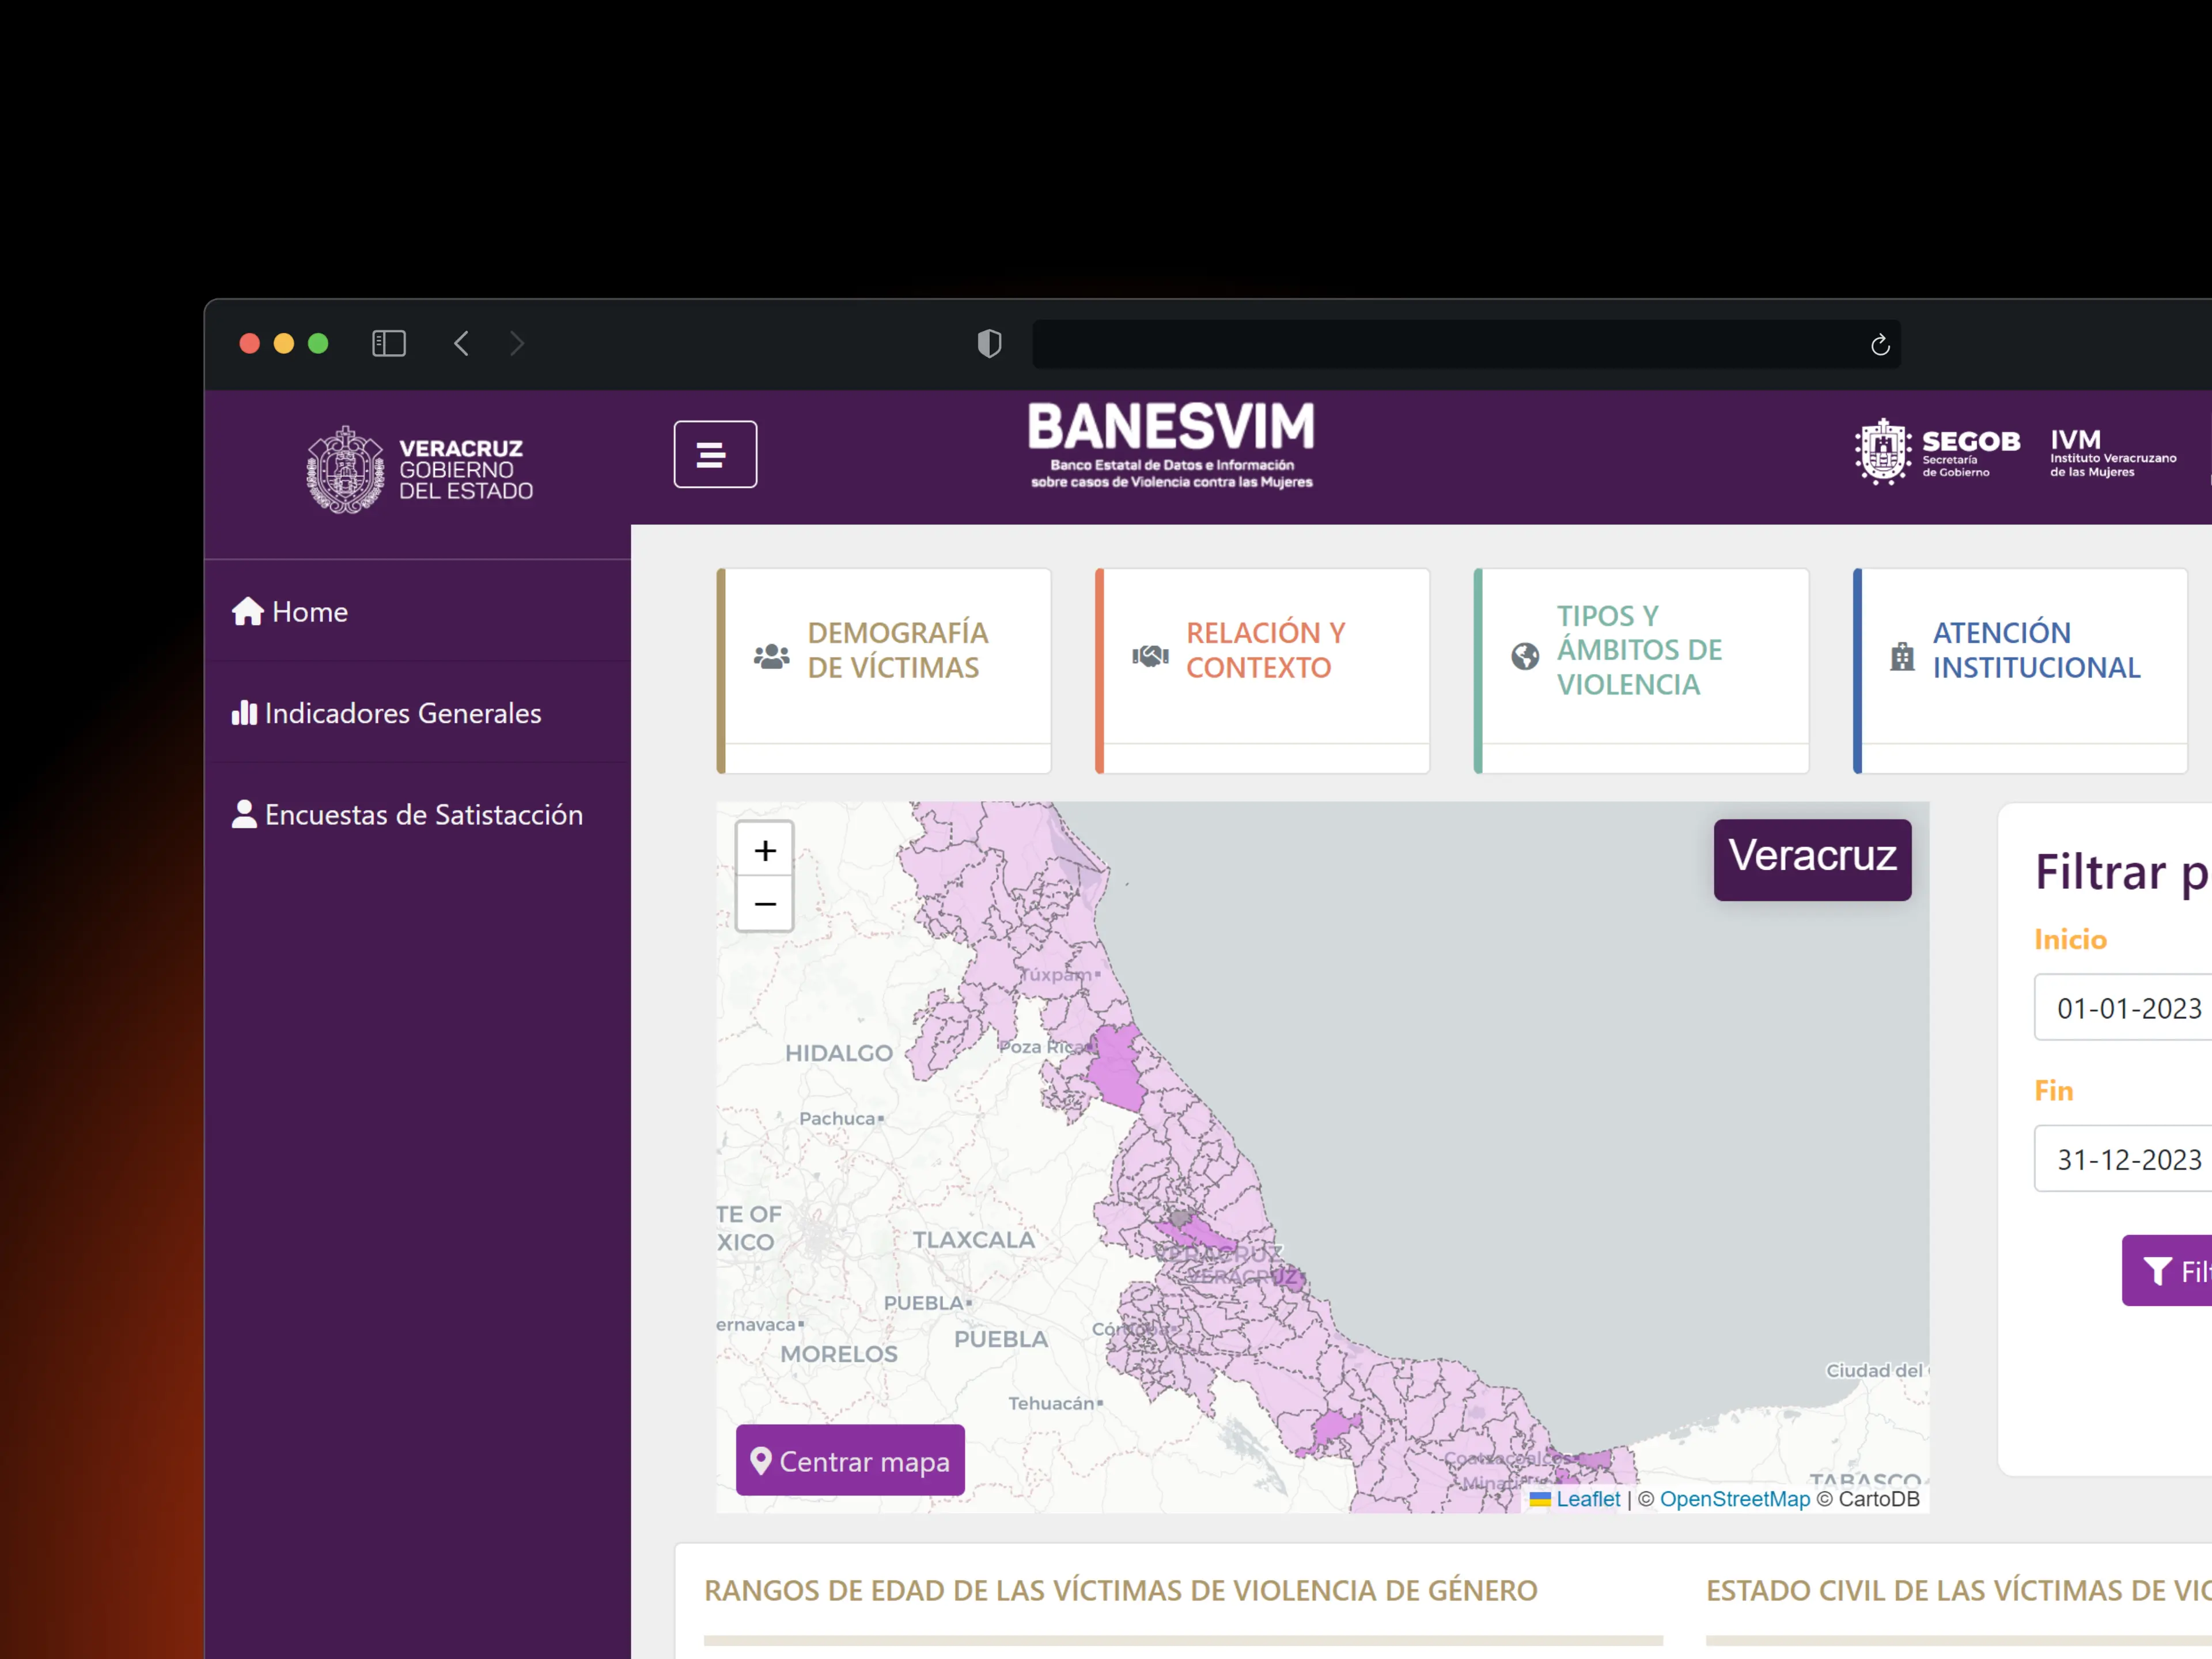 VERACRUZ
GOBIERNO
DEL ESTADO
BANESVIM
Banco Estatal de Datos e Información
sobre casos de Violencia contra las Mujeres
SEGOB
Secretaría
de Gobierno
IVM
Instituto Veracruzano
de las Mujeres
Home
Indicadores Generales
Encuestas de Satistacción
DEMOGRAFÍA
DE VÍCTIMAS
RELACIÓN Y
CONTEXTO
TIPOS Y
ÁMBITOS DE
VIOLENCIA
ATENCIÓN
INSTITUCIONAL
+
−
Veracruz
Túxpam
HIDALGO
Poza Rica
Pachuca
TE OF
XICO
TLAXCALA
VERACRUZ
VERACRUZ
PUEBLA
ernavaca
PUEBLA
Córdoba
MORELOS
Tehuacán
Ciudad del
Coatzacoalcos
TABASCO
Centrar mapa
Leaflet | © OpenStreetMap © CartoDB
Filtrar p
Inicio
01-01-2023
Fin
31-12-2023
Filt
RANGOS DE EDAD DE LAS VÍCTIMAS DE VIOLENCIA DE GÉNERO
ESTADO CIVIL DE LAS VÍCTIMAS DE VIO